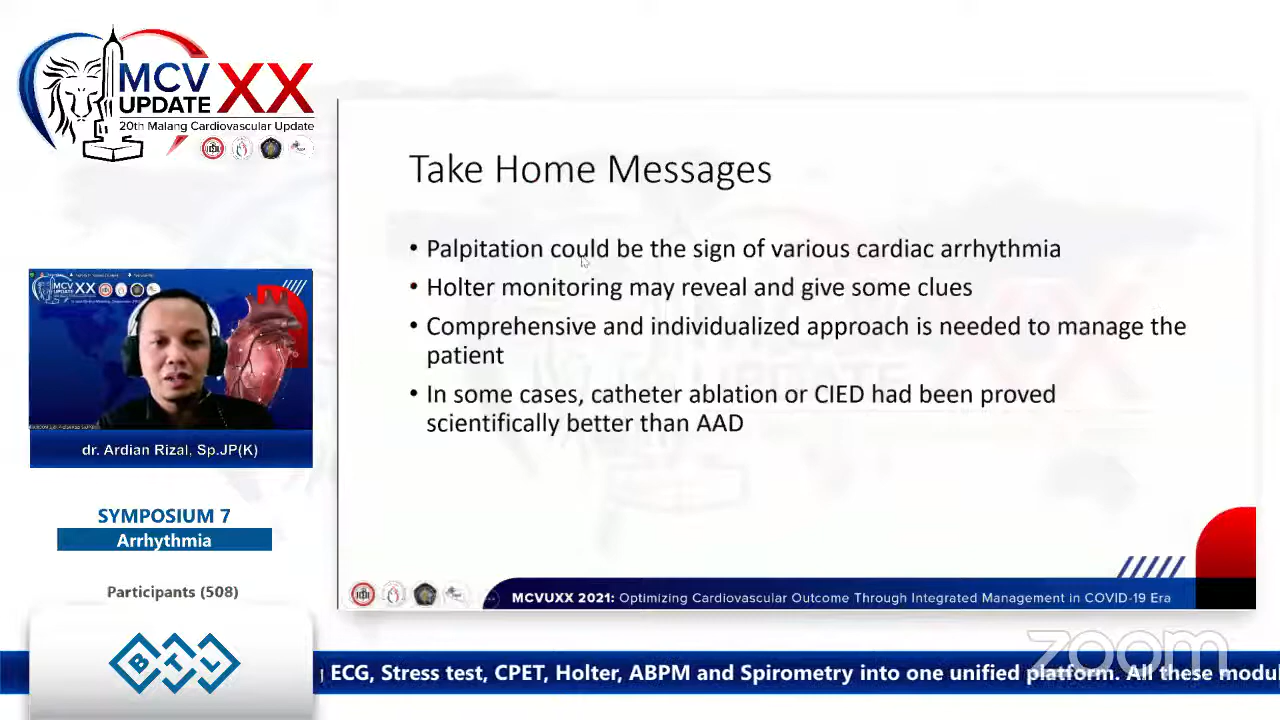 MCV
UPDATE
XX
20th Malang Cardiovascular Update
Take Home Messages
• Palpitation could be the sign of various cardiac arrhythmia
• Holter monitoring may reveal and give some clues
• Comprehensive and individualized approach is needed to manage the
patient
• In some cases, catheter ablation or CIED had been proved
scientifically better than AAD
MCV XX
UPDATE
dr. Ardian Rizal, Sp.JP(K)
SYMPOSIUM 7
Arrhythmia
Participants (508)
BTL
MCVUXX 2021: Optimizing Cardiovascular Outcome Through Integrated Management in COVID-19 Era
zoom
ECG, Stress test, CPET, Holter, ABPM and Spirometry into one unified platform. All these modul